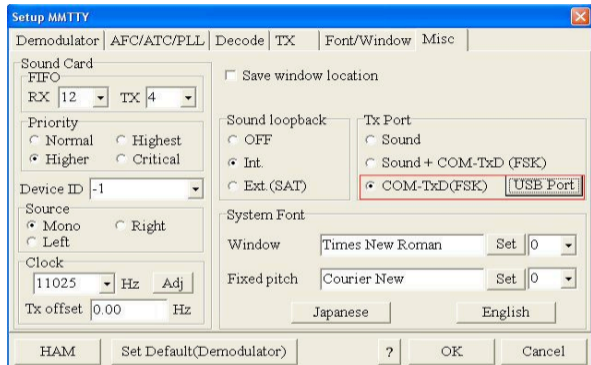 Setup MMTTY
Demodulator AFC/ATC/PLL Decode TX Font/Window Misc
Sound Card
FIFO
RX 12 TX 4
Priority
Normal Highest
Higher Critical
Device ID -1
Source
Mono Right
Left
Clock
11025 Hz Adj
Tx offset 0.00 Hz
Save window location
Sound loopback
OFF
Int.
Ext.(SAT)
Tx Port
Sound
Sound + COM-TxD (FSK)
COM-TxD(FSK) USB Port
System Font
Window Times New Roman Set 0
Fixed pitch Courier New Set 0
Japanese English
HAM Set Default(Demodulator) ? OK Cancel